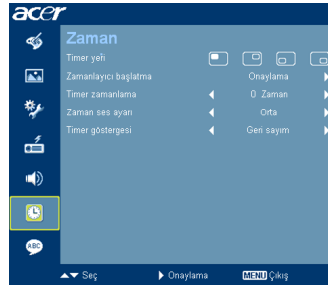 acer
Zaman
Timer yeri
Zamanlayıcı başlatma Onaylama
Timer zamanlama 0 Zaman
Zaman ses ayarı Orta
Timer göstergesi Geri sayım
ABC
Seç Onaylama MENU Çıkış